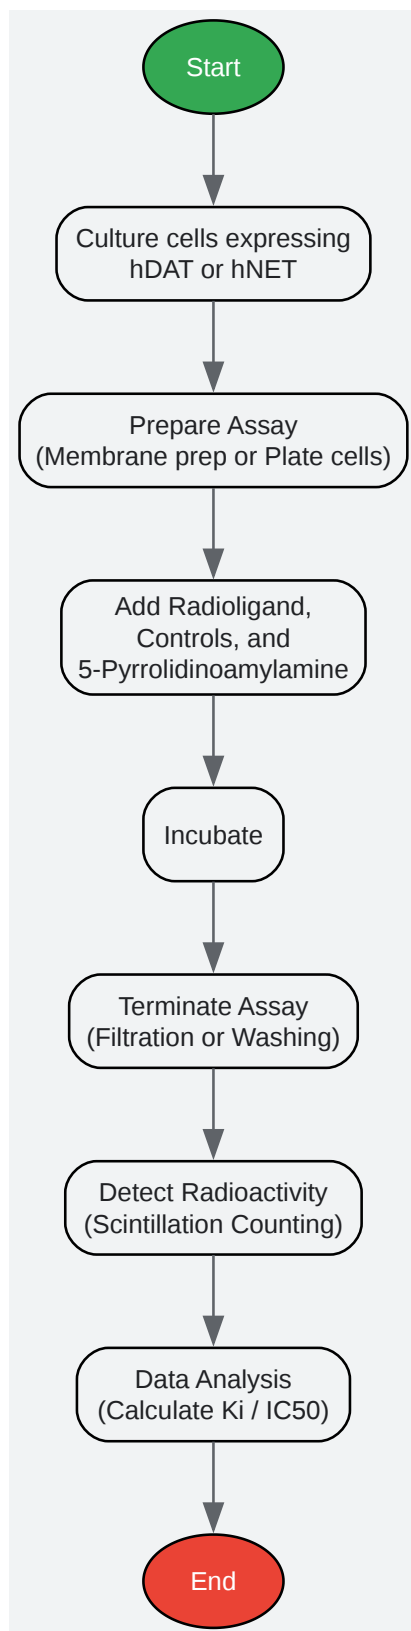 Start
Culture cells expressing
hDAT or hNET
Prepare Assay
(Membrane prep or Plate cells)
Add Radioligand,
Controls, and
5-Pyrrolidinoamylamine
Incubate
Terminate Assay
(Filtration or Washing)
Detect Radioactivity
(Scintillation Counting)
Data Analysis
(Calculate Ki / IC50)
End